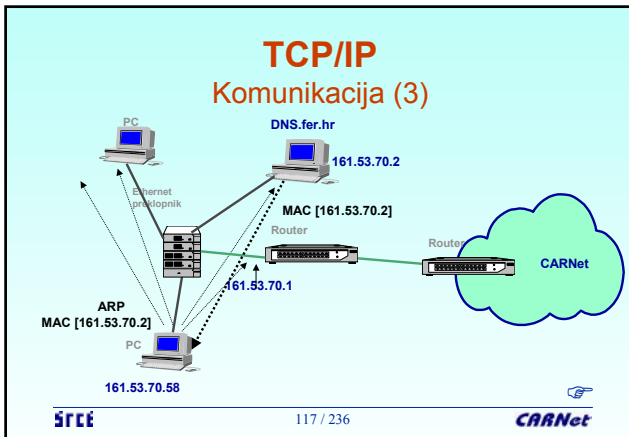 TCP/IP
Komunikacija (3)
PC
DNS.fer.hr
161.53.70.2
Ethernet
preklopnik
MAC [161.53.70.2]
Router
Router
CARNet
161.53.70.1
ARP
MAC [161.53.70.2]
PC
161.53.70.58
srce
117 / 236
CARNet